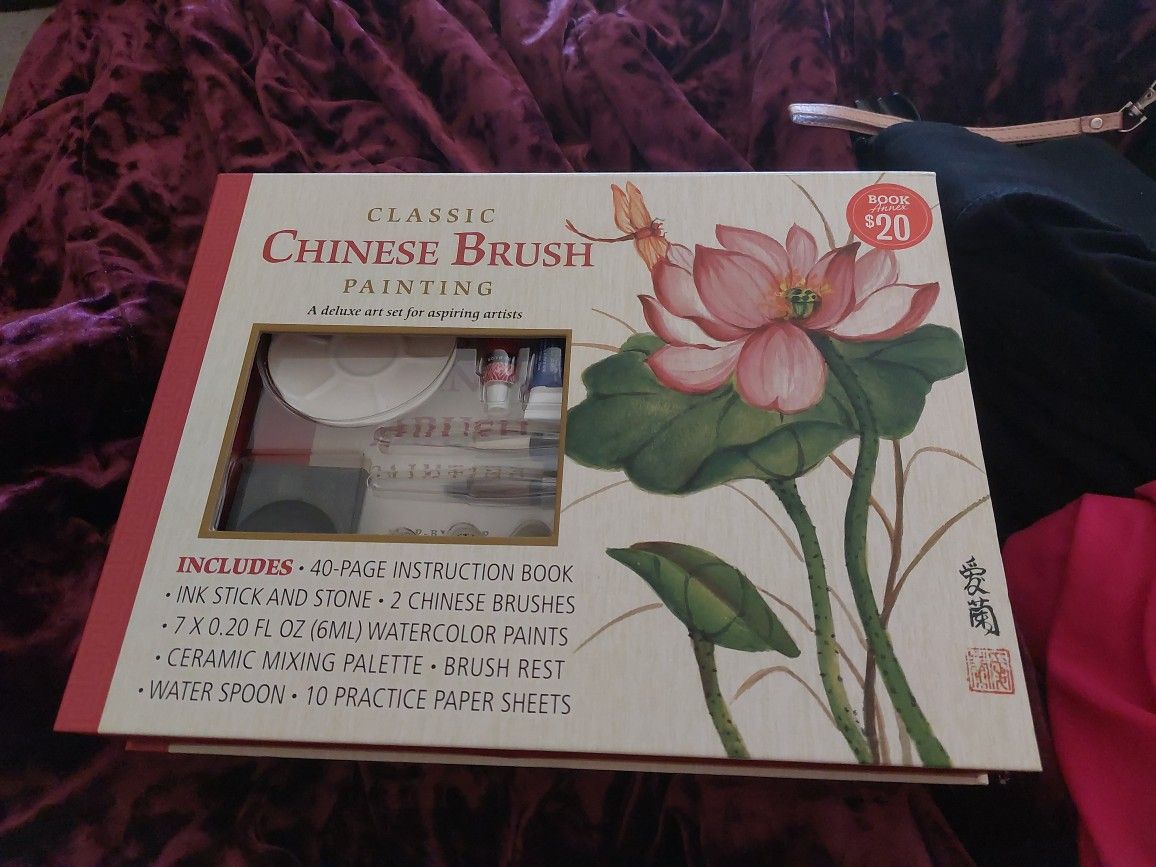 CLASSIC
CHINESE BRUSH
PAINTING
A deluxe art set for aspiring artists
BOOK
Annex
$20
INCLUDES • 40-PAGE INSTRUCTION BOOK
• INK STICK AND STONE • 2 CHINESE BRUSHES
• 7 X 0.20 FL OZ (6ML) WATERCOLOR PAINTS
• CERAMIC MIXING PALETTE • BRUSH REST
• WATER SPOON • 10 PRACTICE PAPER SHEETS
爱
蘭